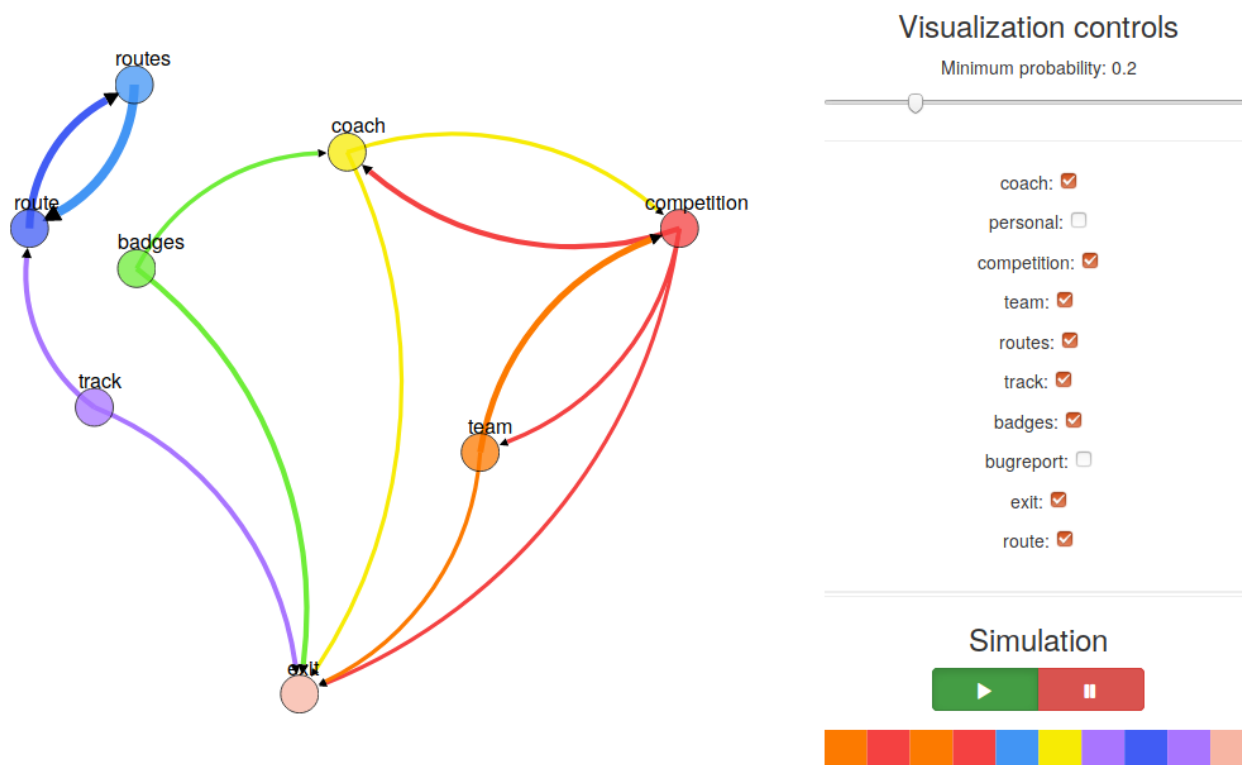 routes
coach
route
competition
badges
track
team
exit
Visualization controls
Minimum probability: 0.2
coach:
personal:
competition:
team:
routes:
track:
badges:
bugreport:
exit:
route:
Simulation